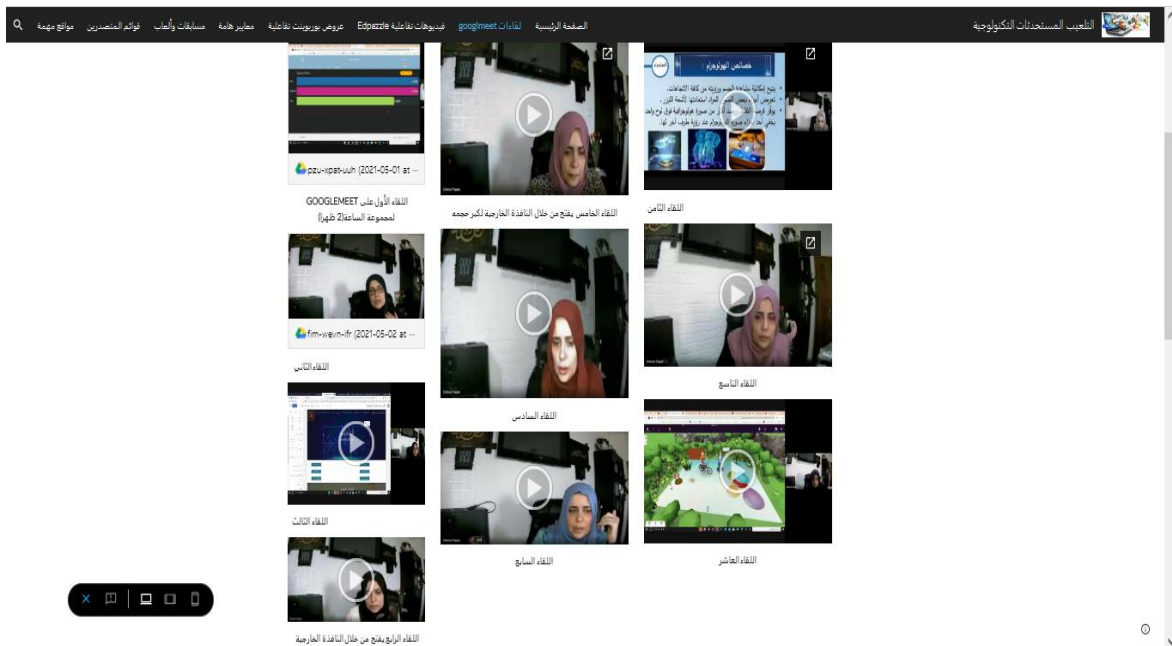 التلعيب المستحدثات التكنولوجية
الصفحة الرئيسية
لقاءات googlmeet
فيديوهات تفاعلية Edpazzle
عروض بوربوينت تفاعلية
معايير هامة
مسابقات وألعاب
قوائم المتصدرين
مواقع مهمة
خصائص الهولوجرام :
اللقاء الثامن
اللقاء التاسع
اللقاء العاشر
اللقاء الخامس يفتح من خلال النافذة الخارجية لكبر حجمه
اللقاء السادس
اللقاء السابع
pzu-xpat-uuh (2021-05-01 at ...
اللقاء الأول على GOOGLEMEET
لمجموعة الساعة(2 ظهرا)
fim-wevn-ifr (2021-05-02 at ...
اللقاء الثاني
اللقاء الثالث
اللقاء الرابع يفتح من خلال النافذة الخارجية